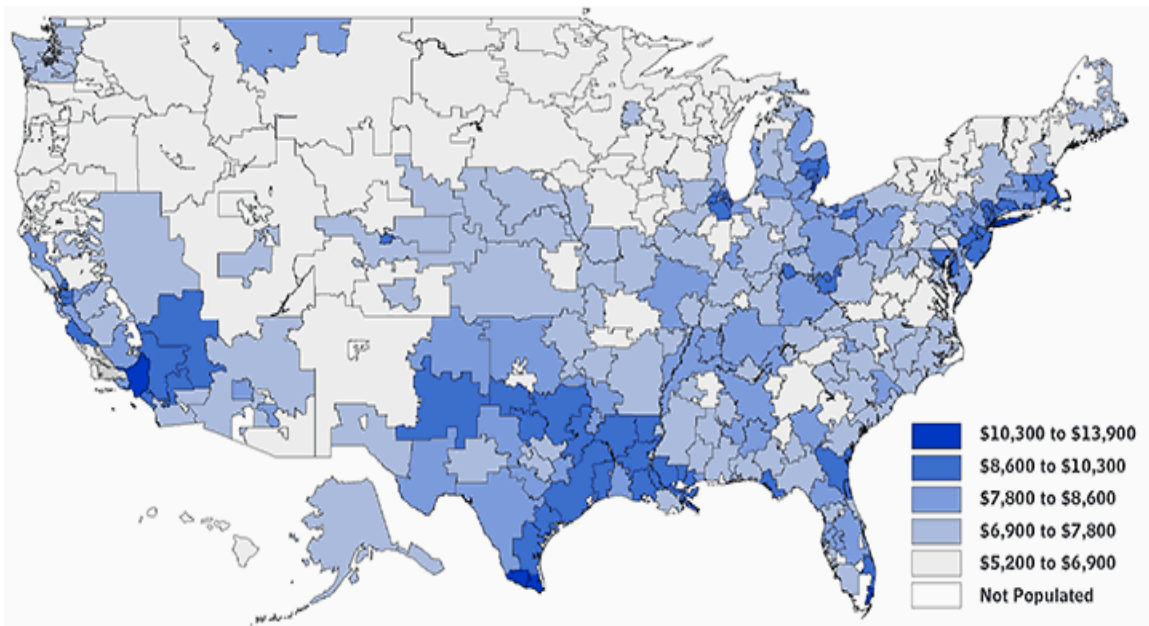 $10,300 to $13,900
$8,600 to $10,300
$7,800 to $8,600
$6,900 to $7,800
$5,200 to $6,900
Not Populated